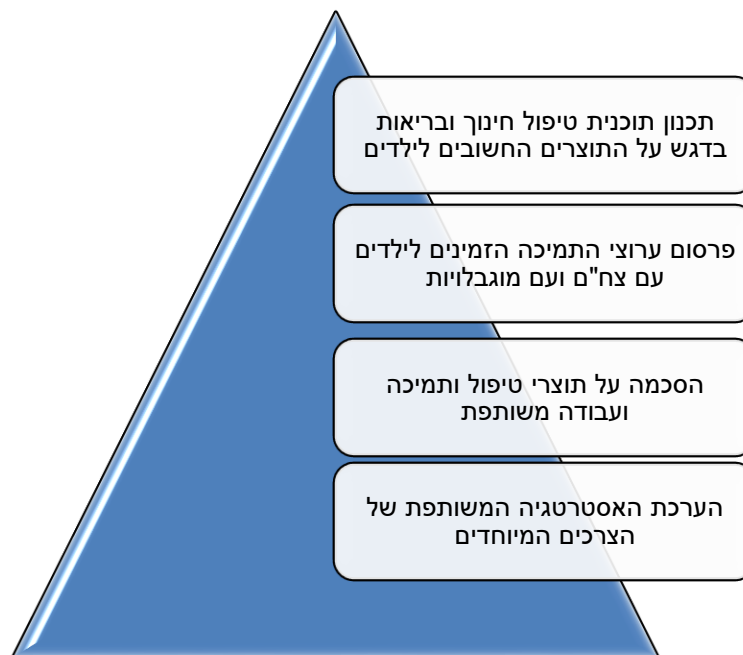 תכנון תוכנית טיפול חינוך ובריאות
בדגש על התוצרים החשובים לילדים
פרסום ערוצי התמיכה הזמינים לילדים
עם צח"ם ועם מוגבלויות
הסכמה על תוצרי טיפול ותמיכה
ועבודה משותפת
הערכת האסטרטגיה המשותפת של
הצרכים המיוחדים